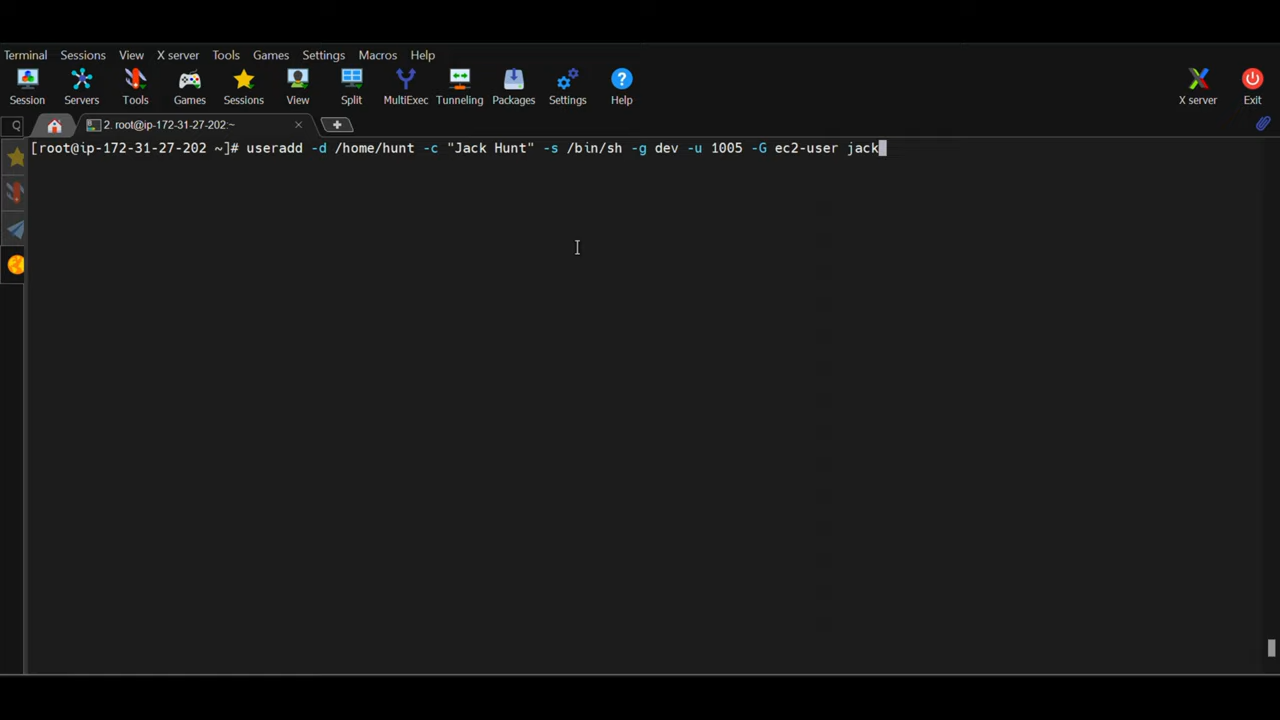 Terminal Sessions View X server Tools Games Settings Macros Help
Session Servers Tools Games Sessions View Split MultiExec Tunneling Packages Settings Help X server Exit
2. root@ip-172-31-27-202:~
[root@ip-172-31-27-202 ~]# useradd -d /home/hunt -c "Jack Hunt" -s /bin/sh -g dev -u 1005 -G ec2-user jack